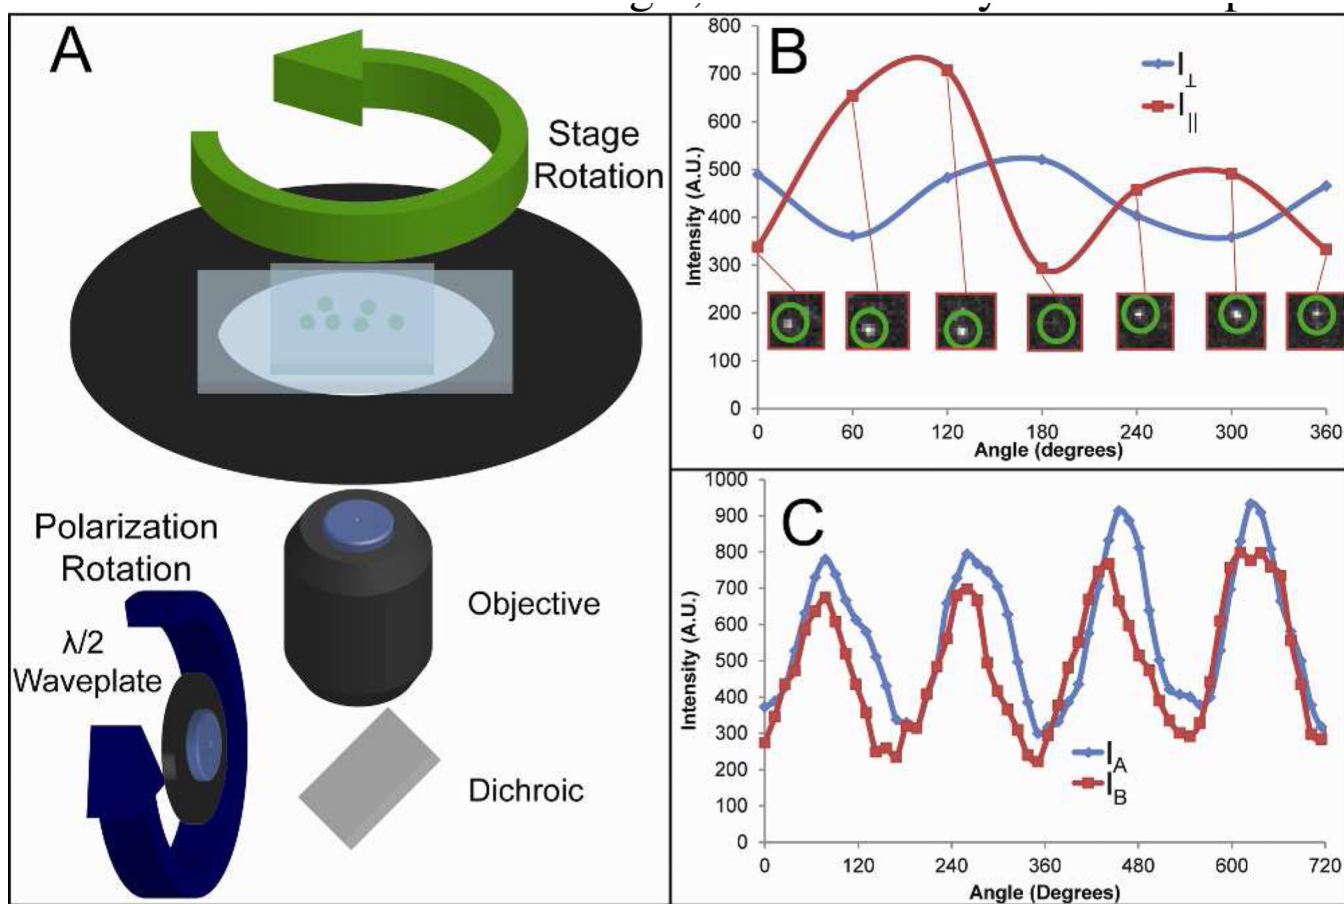 A
Stage
Rotation
Polarization
Rotation
λ/2
Waveplate
Objective
Dichroic
B
I⊥
I||
Intensity (A.U.)
800
700
600
500
400
300
200
100
0
0 60 120 180 240 300 360
Angle (degrees)
C
I_A
I_B
Intensity (A.U.)
1000
900
800
700
600
500
400
300
200
100
0
0 120 240 360 480 600 720
Angle (Degrees)